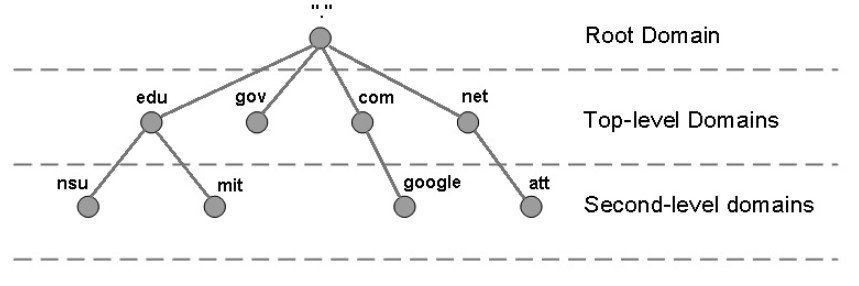 "."
Root Domain
edu gov com net
Top-level Domains
nsu mit google att
Second-level domains